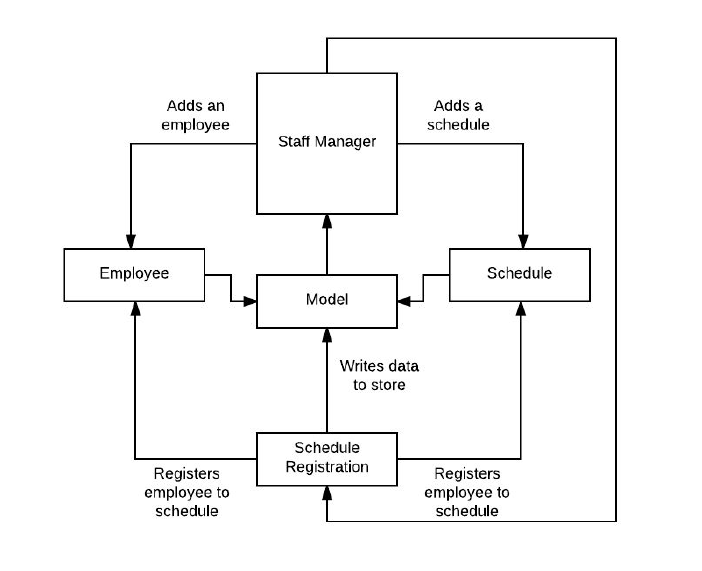 Adds an
employee
Staff Manager
Adds a
schedule
Employee
Model
Schedule
Writes data
to store
Schedule
Registration
Registers
employee to
schedule
Registers
employee to
schedule